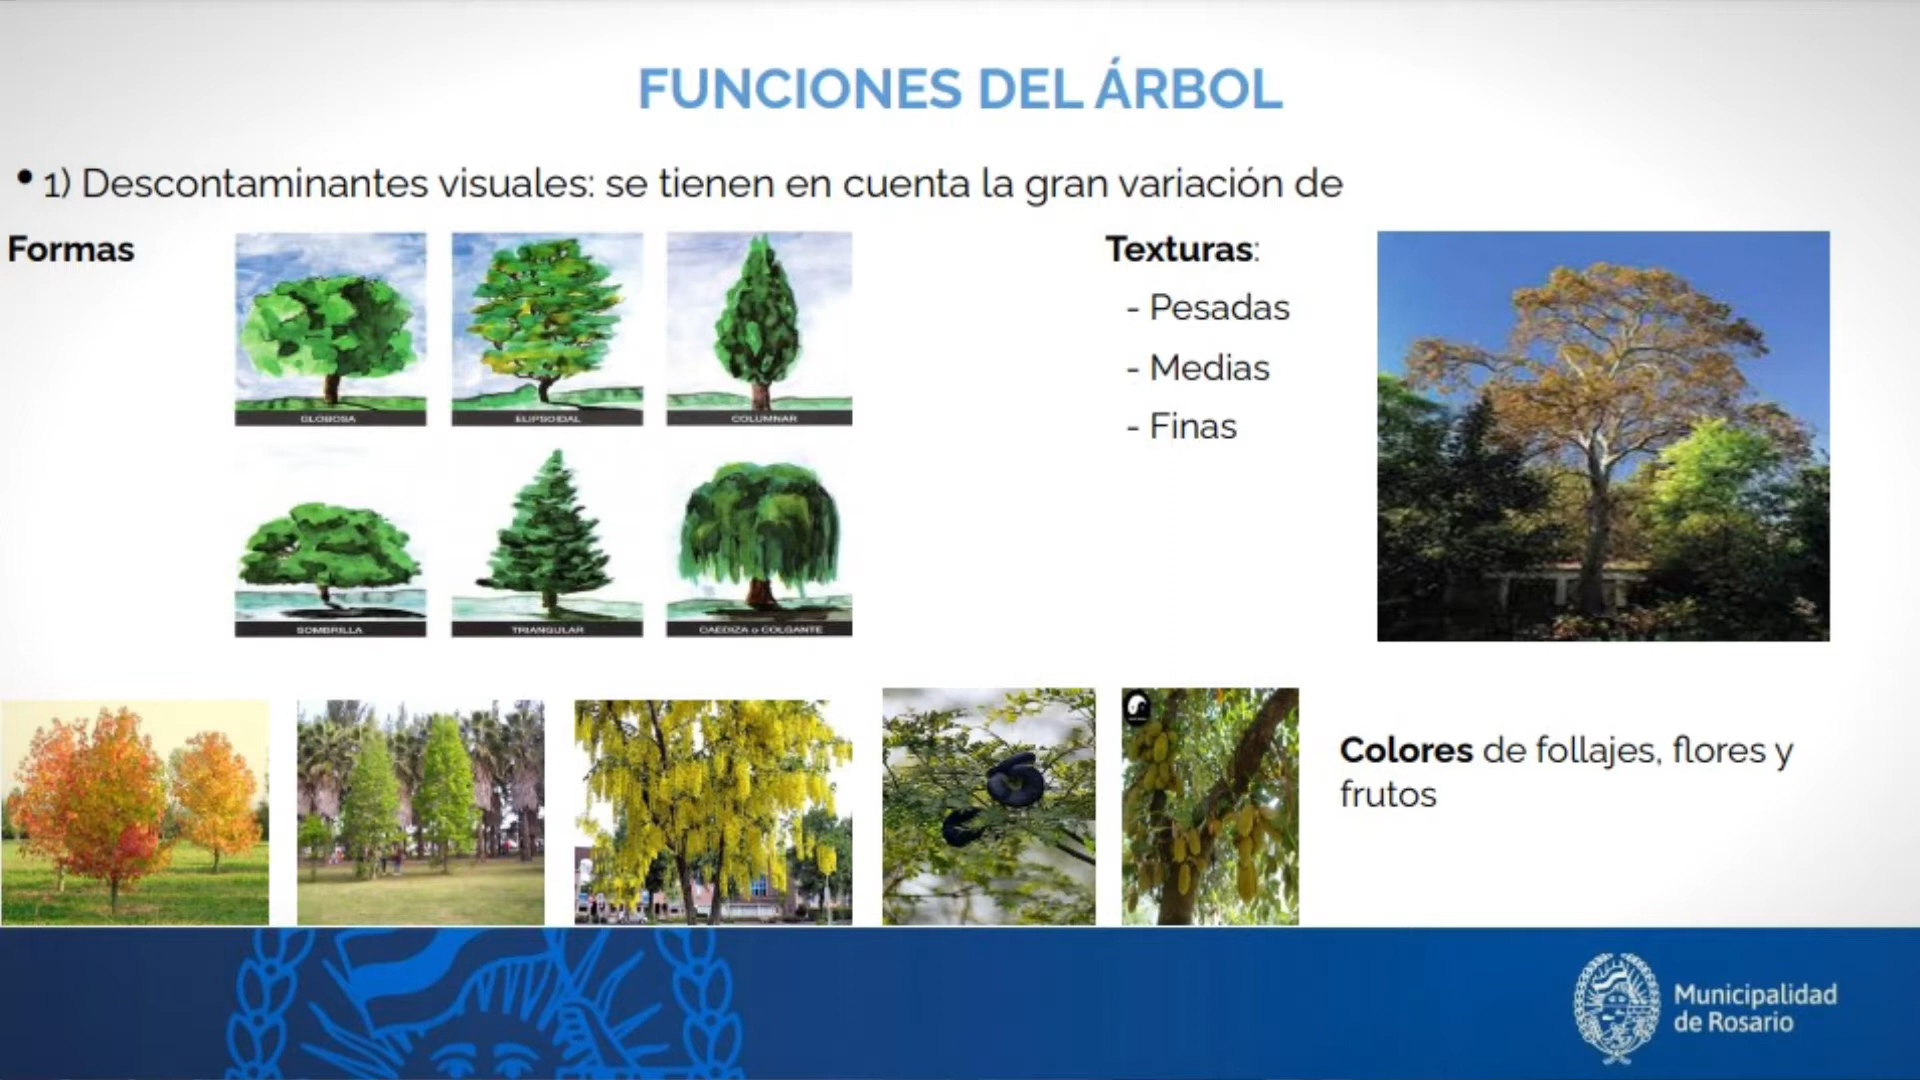 FUNCIONES DEL ÁRBOL
• 1) Descontaminantes visuales: se tienen en cuenta la gran variación de
Formas
GLOBOSA
ELIPSOIDAL
COLUMNAR
SOMBRILLA
TRIANGULAR
CAEDIZA o COLGANTE
Texturas:
- Pesadas
- Medias
- Finas
Colores de follajes, flores y
frutos
Municipalidad
de Rosario